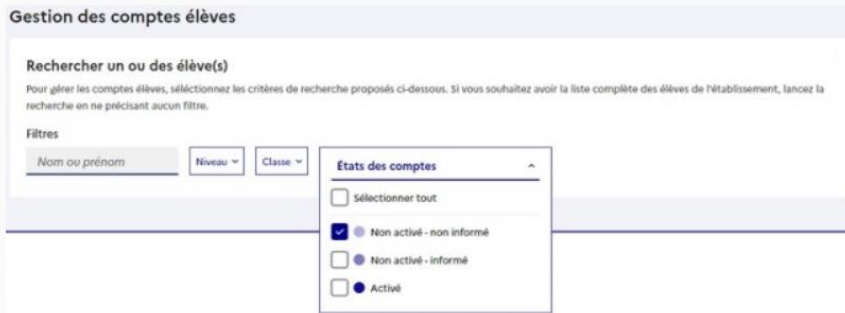 Gestion des comptes élèves
Rechercher un ou des élève(s)
Pour gérer les comptes élèves, séléctionnez les critères de recherche proposés ci-dessous. Si vous souhaitez avoir la liste complète des élèves de l'établissement, lancez la
recherche en ne précisant aucun filtre.
Filtres
Nom ou prénom Niveau Classe États des comptes
Sélectionner tout
Non activé - non informé
Non activé - informé
Activé